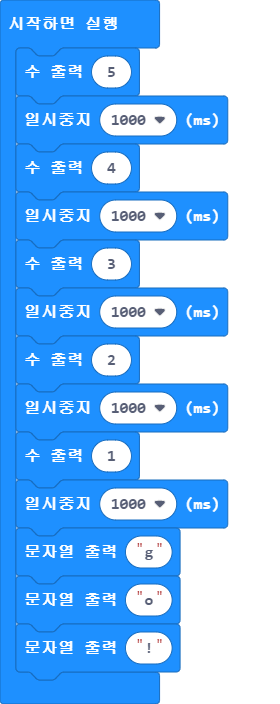 시작하면 실행
수 출력 5
일시중지 1000 (ms)
수 출력 4
일시중지 1000 (ms)
수 출력 3
일시중지 1000 (ms)
수 출력 2
일시중지 1000 (ms)
수 출력 1
일시중지 1000 (ms)
문자열 출력 "g"
문자열 출력 "o"
문자열 출력 "!"